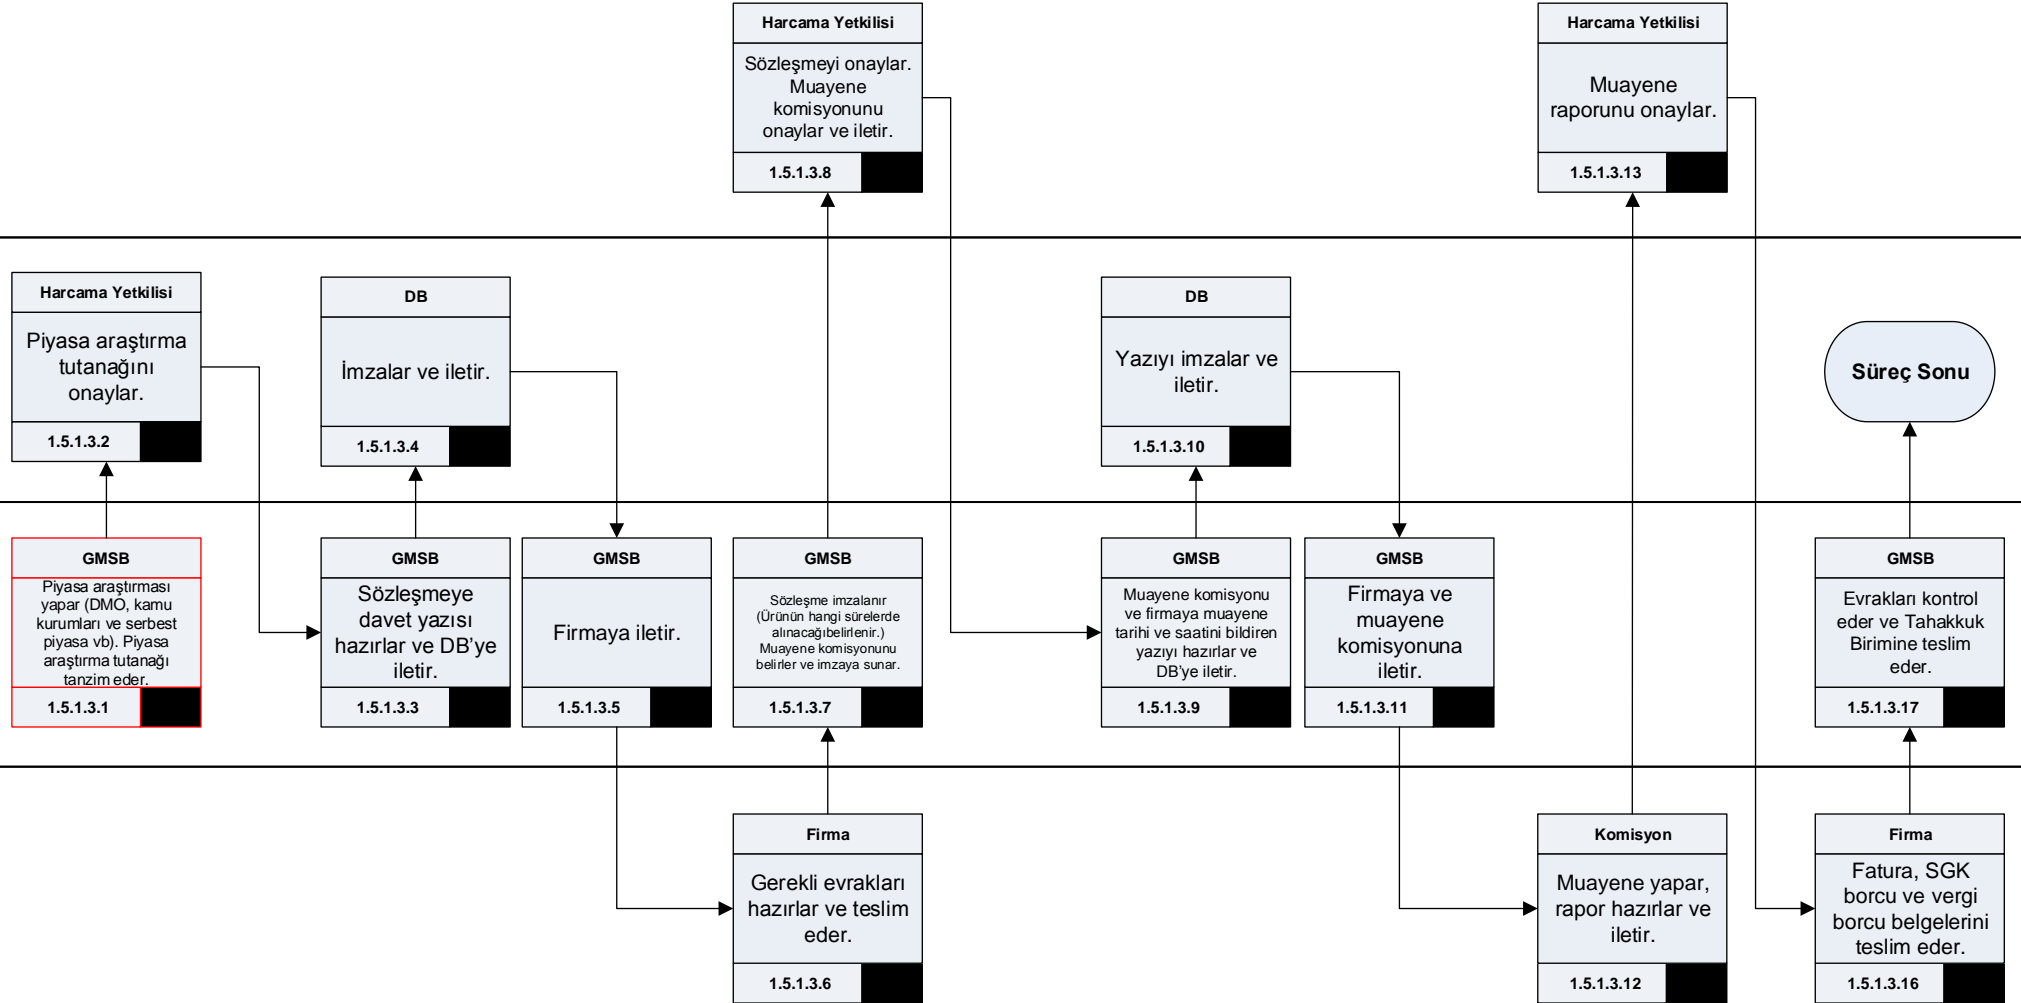 Harcama Yetkilisi
Sözleşmeyi onaylar.
Muayene
komisyonunu
onaylar ve iletir.
1.5.1.3.8
Harcama Yetkilisi
Muayene
raporunu onaylar.
1.5.1.3.13
Harcama Yetkilisi
Piyasa araştırma
tutanağını
onaylar.
1.5.1.3.2
DB
İmzalar ve iletir.
1.5.1.3.4
DB
Yazıyı imzalar ve
iletir.
1.5.1.3.10
Süreç Sonu
GMSB
Piyasa araştırması
yapar (DMO, kamu
kurumları ve serbest
piyasa vb). Piyasa
araştırma tutanağı
tanzim eder.
1.5.1.3.1
GMSB
Sözleşmeye
davet yazısı
hazırlar ve DB’ye
iletir.
1.5.1.3.3
GMSB
Firmaya iletir.
1.5.1.3.5
GMSB
Sözleşme imzalanır
(Ürünün hangi sürelerde
alınacağıbelirlenir.)
Muayene komisyonunu
belirler ve imzaya sunar.
1.5.1.3.7
GMSB
Muayene komisyonu
ve firmaya muayene
tarihi ve saatini bildiren
yazıyı hazırlar ve
DB’ye iletir.
1.5.1.3.9
GMSB
Firmaya ve
muayene
komisyonuna
iletir.
1.5.1.3.11
GMSB
Evrakları kontrol
eder ve Tahakkuk
Birimine teslim
eder.
1.5.1.3.17
Firma
Gerekli evrakları
hazırlar ve teslim
eder.
1.5.1.3.6
Komisyon
Muayene yapar,
rapor hazırlar ve
iletir.
1.5.1.3.12
Firma
Fatura, SGK
borcu ve vergi
borcu belgelerini
teslim eder.
1.5.1.3.16